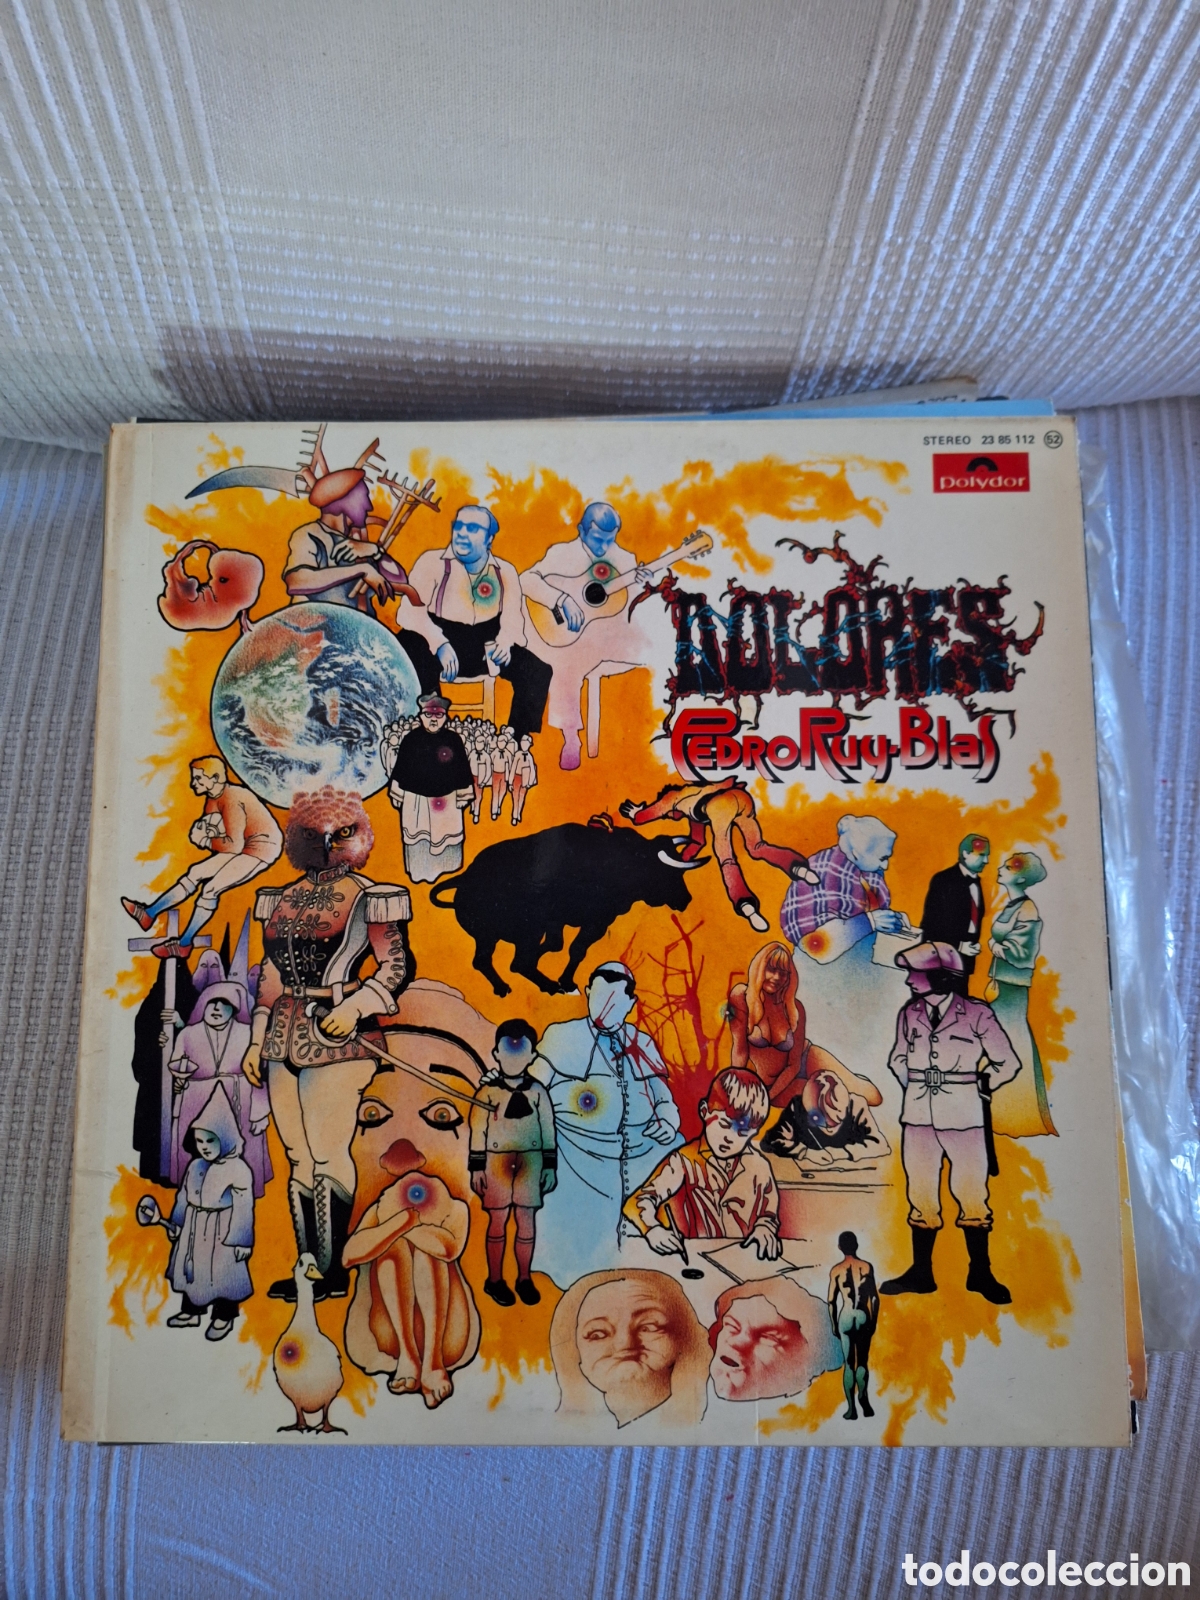 STEREO 23 85 112 52
Polydor
DOLORES
PEDRO RUY-BLAS
todocoleccion